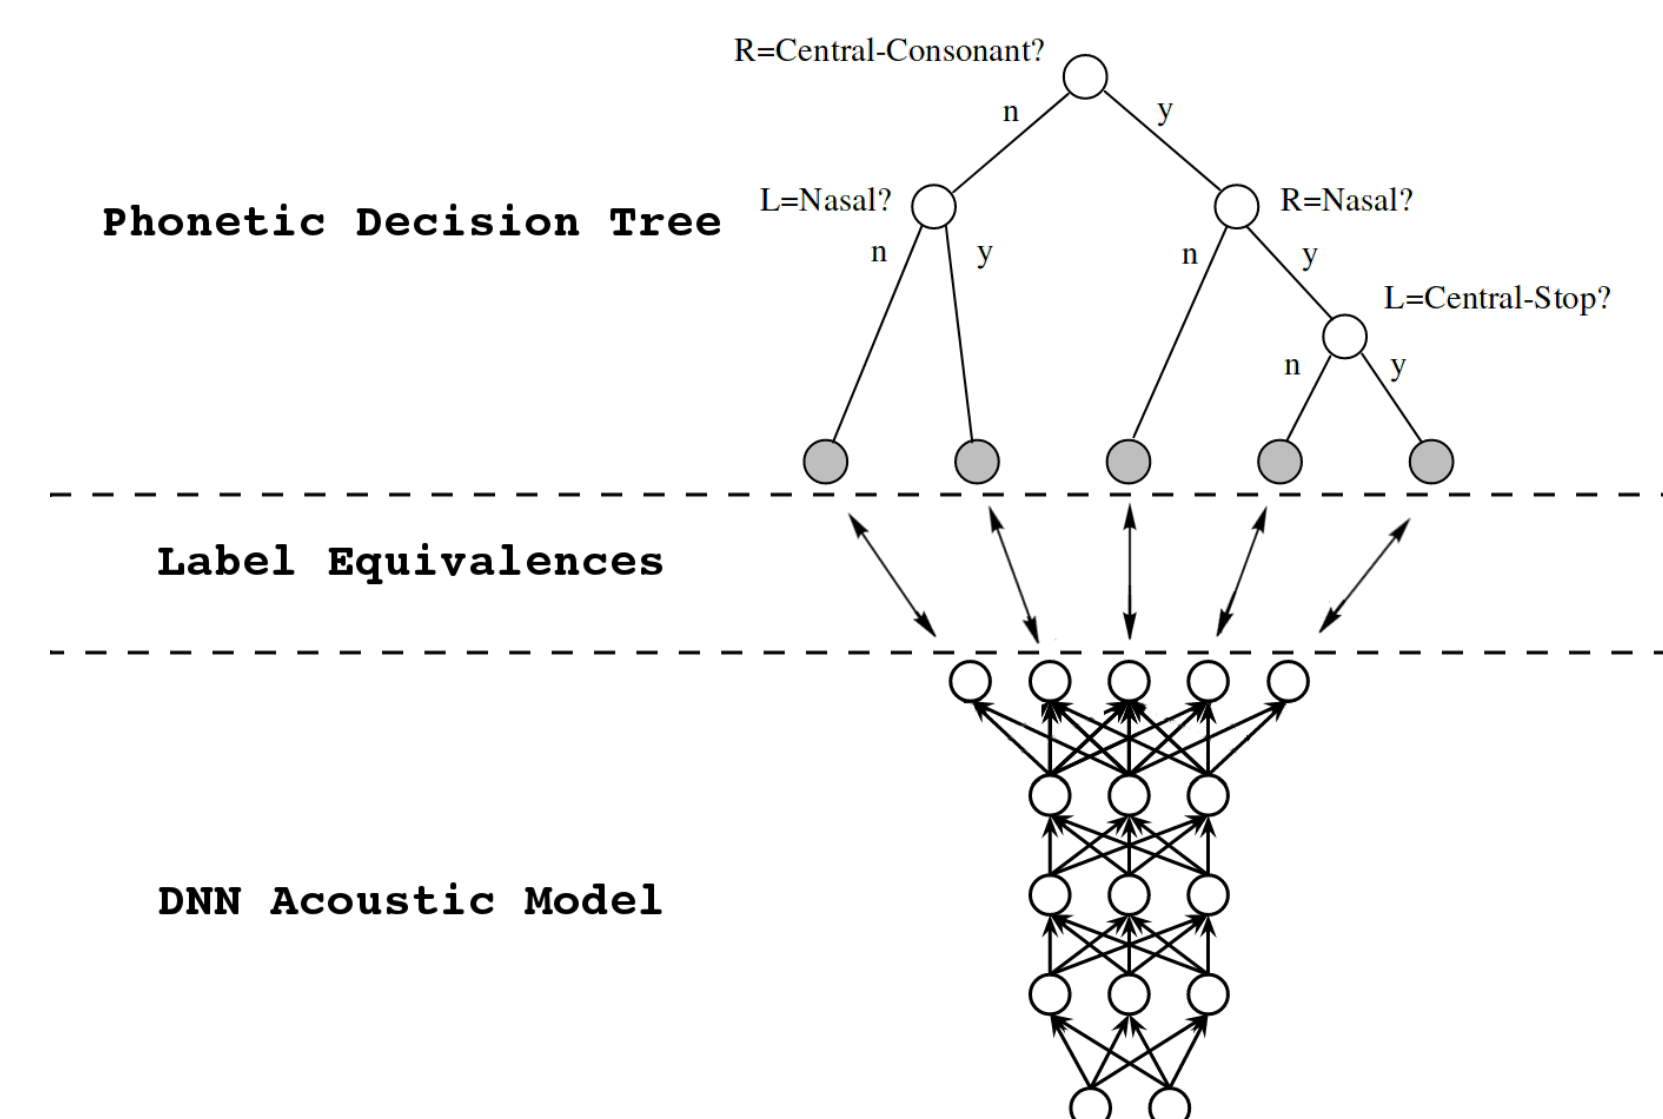 R=Central-Consonant?
n
y
Phonetic Decision Tree
L=Nasal?
R=Nasal?
n
y
n
y
L=Central-Stop?
n
y
Label Equivalences
DNN Acoustic Model